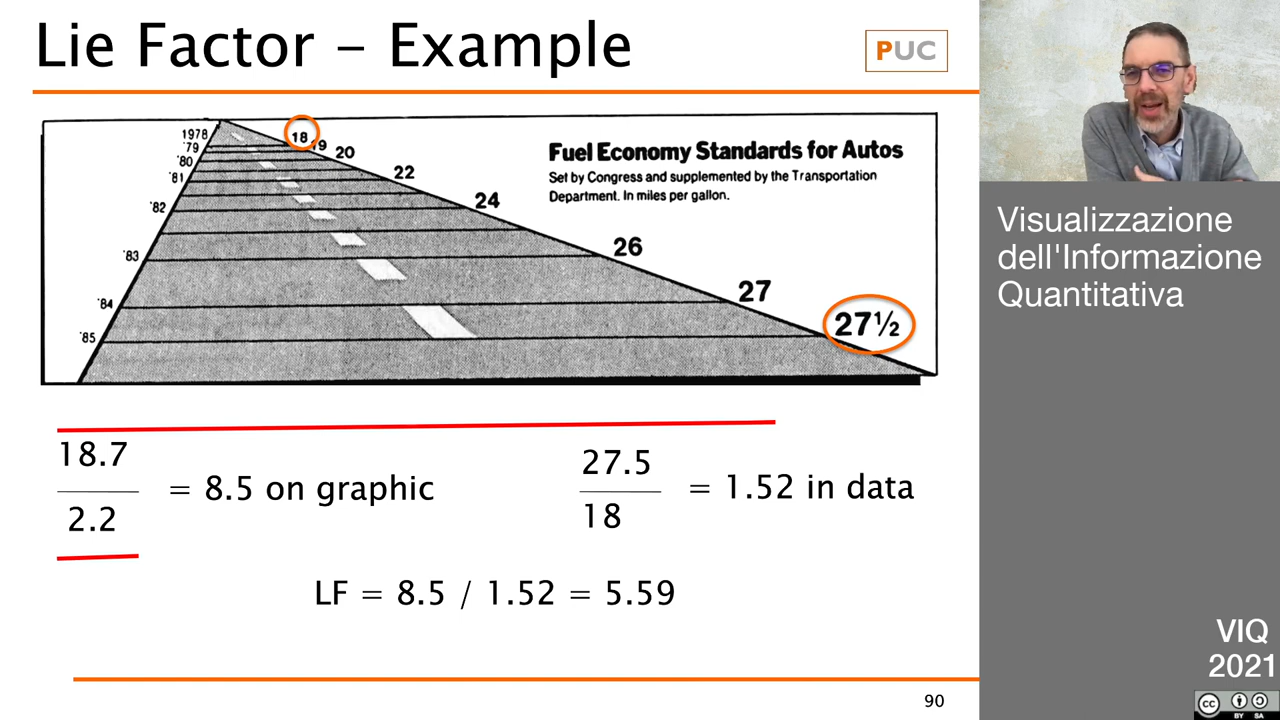 Lie Factor – Example
PUC
1978
'79
'80
'81
'82
'83
'84
'85
18
19
20
22
24
26
27
27½
Fuel Economy Standards for Autos
Set by Congress and supplemented by the Transportation
Department. In miles per gallon.
18.7
2.2
= 8.5 on graphic
27.5
18
= 1.52 in data
LF = 8.5 / 1.52 = 5.59
90
Visualizzazione
dell'Informazione
Quantitativa
VIQ
2021
cc
BY SA